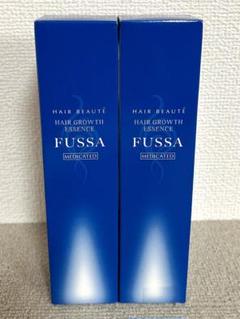 HAIR BEAUTÉ
HAIR GROWTH
ESSENCE
FUSSA
MEDICATED
HAIR BEAUTÉ
HAIR GROWTH
ESSENCE
FUSSA
MEDICATED